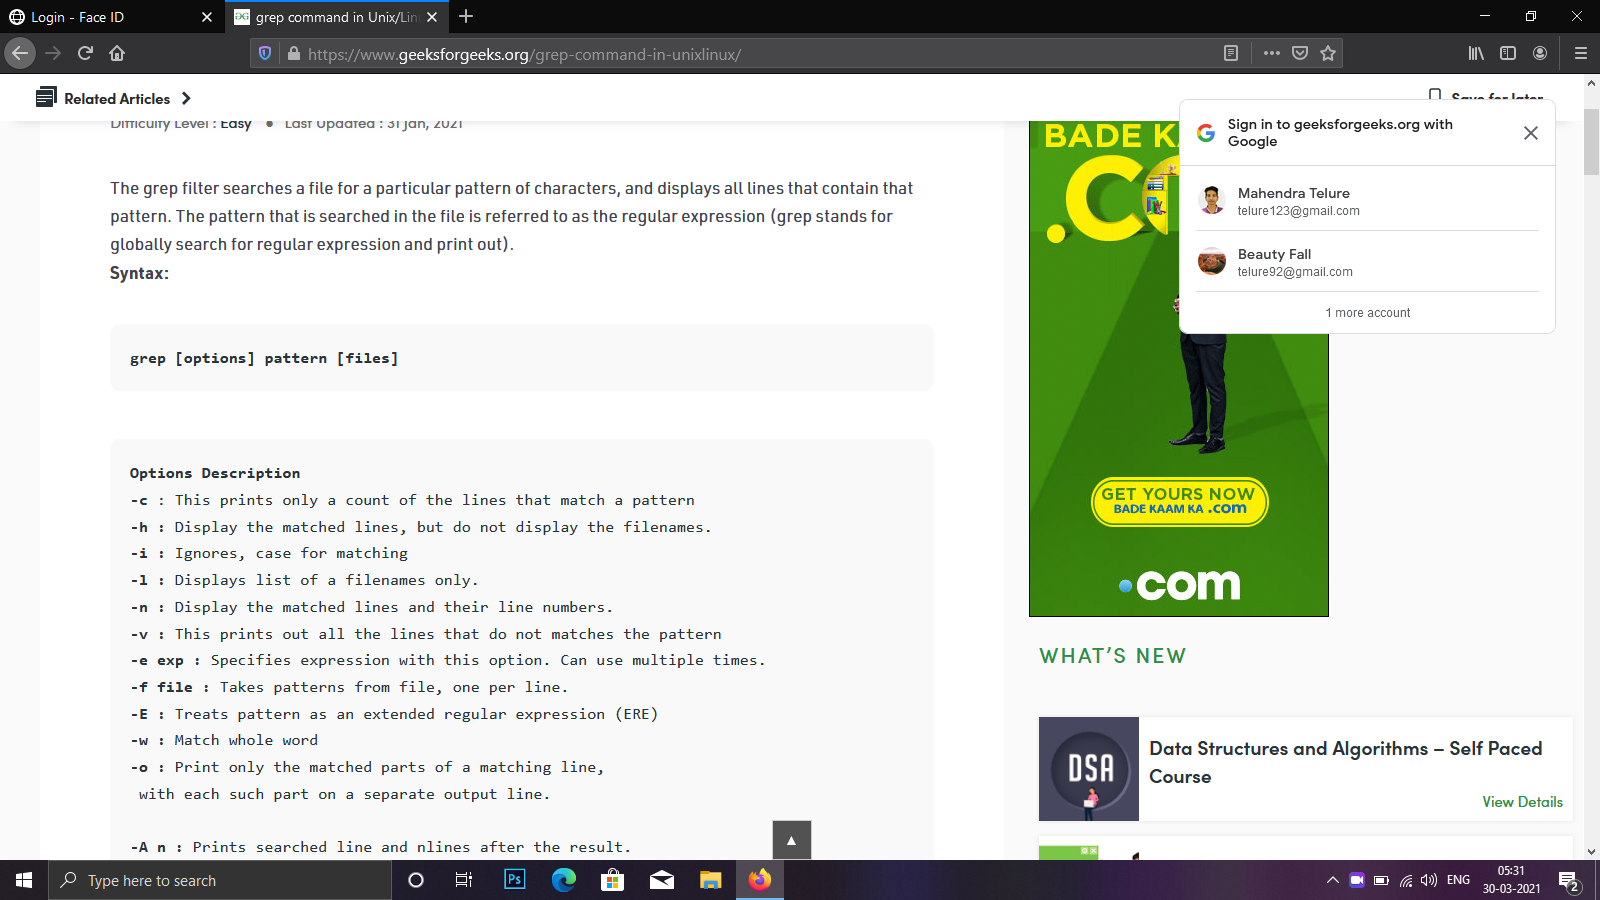 Login - Face ID
grep command in Unix/Lin
https://www.geeksforgeeks.org/grep-command-in-unixlinux/
Related Articles
Save for later
Difficulty Level : Easy ● Last Updated : 31 Jan, 2021
The grep filter searches a file for a particular pattern of characters, and displays all lines that contain that
pattern. The pattern that is searched in the file is referred to as the regular expression (grep stands for
globally search for regular expression and print out).
Syntax:
grep [options] pattern [files]
Options Description
-c : This prints only a count of the lines that match a pattern
-h : Display the matched lines, but do not display the filenames.
-i : Ignores, case for matching
-l : Displays list of a filenames only.
-n : Display the matched lines and their line numbers.
-v : This prints out all the lines that do not matches the pattern
-e exp : Specifies expression with this option. Can use multiple times.
-f file : Takes patterns from file, one per line.
-E : Treats pattern as an extended regular expression (ERE)
-w : Match whole word
-o : Print only the matched parts of a matching line,
with each such part on a separate output line.
-A n : Prints searched line and nlines after the result.
Sign in to geeksforgeeks.org with
Google
Mahendra Telure
telure123@gmail.com
Beauty Fall
telure92@gmail.com
1 more account
BADE K
.CO
GET YOURS NOW
BADE KAAM KA .com
.com
WHAT'S NEW
DSA
Data Structures and Algorithms – Self Paced
Course
View Details
Type here to search
Ps
ENG
05:31
30-03-2021
2